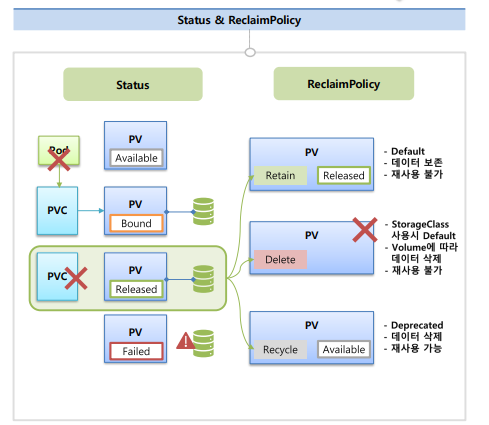 Status & ReclaimPolicy
Status
ReclaimPolicy
Pod
PV
Available
PVC
PV
Bound
PVC
PV
Released
PV
Failed
PV
Retain
Released
- Default
- 데이터 보존
- 재사용 불가
PV
Delete
- StorageClass
사용시 Default
- Volume에 따라
데이터 삭제
- 재사용 불가
PV
Recycle
Available
- Deprecated
- 데이터 삭제
- 재사용 가능